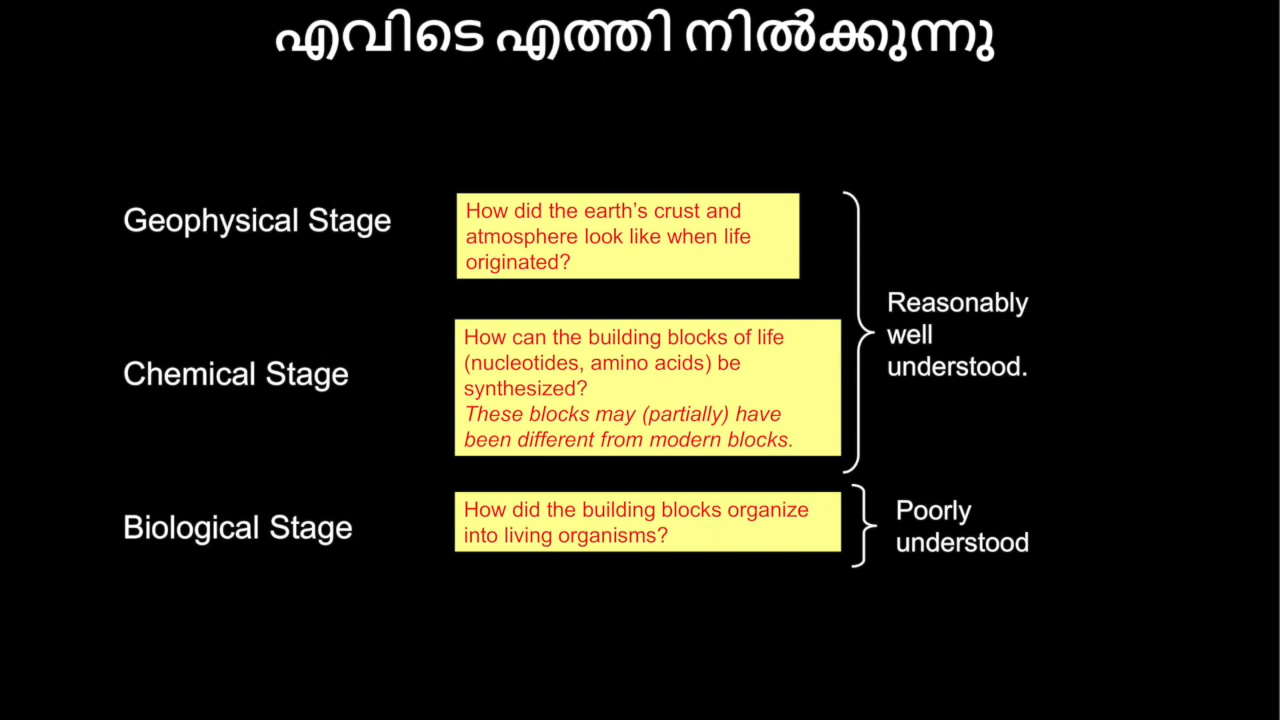 എവിടെ എത്തി നിൽക്കുന്നു
Geophysical Stage
How did the earth’s crust and
atmosphere look like when life
originated?
Chemical Stage
How can the building blocks of life
(nucleotides, amino acids) be
synthesized?
These blocks may (partially) have
been different from modern blocks.
Reasonably
well
understood.
Biological Stage
How did the building blocks organize
into living organisms?
Poorly
understood